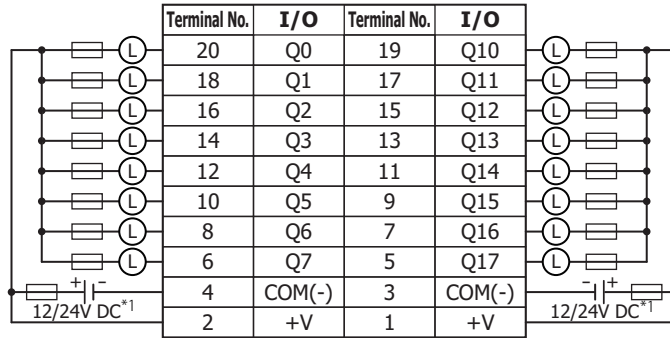 Terminal No. I/O Terminal No. I/O
L 20 Q0 19 Q10 L
L 18 Q1 17 Q11 L
L 16 Q2 15 Q12 L
L 14 Q3 13 Q13 L
L 12 Q4 11 Q14 L
L 10 Q5 9 Q15 L
L 8 Q6 7 Q16 L
L 6 Q7 5 Q17 L
+ - 4 COM(-) 3 COM(-) - +
12/24V DC*1 2 +V 1 +V 12/24V DC*1